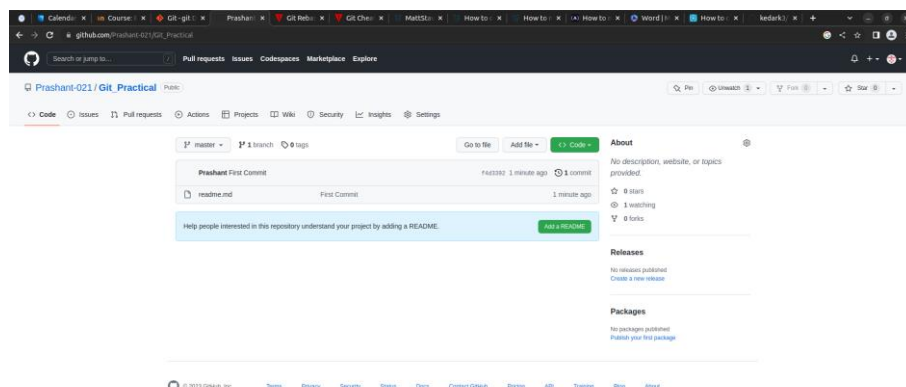 Calendar Course: Git - git Prashant Git Reba Git Chea MattSta How to How to How to Word | How to kedark3/
github.com/Prashant-021/Git_Practical
Search or jump to... / Pull requests Issues Codespaces Marketplace Explore
Prashant-021 / Git_Practical Public Pin Unwatch 1 Fork 0 Star 0
Code Issues Pull requests Actions Projects Wiki Security Insights Settings
master 1 branch 0 tags Go to file Add file Code
About
No description, website, or topics
provided.
Prashant First Commit 1 minute ago 1 commit
readme.md First Commit 1 minute ago
0 stars
1 watching
0 forks
Help people interested in this repository understand your project by adding a README. Add a README
Releases
No releases published
Create a new release
Packages
No packages published
Publish your first package
© 2023 GitHub, Inc. Terms Privacy Security Status Docs Contact GitHub Pricing API Training Blog About